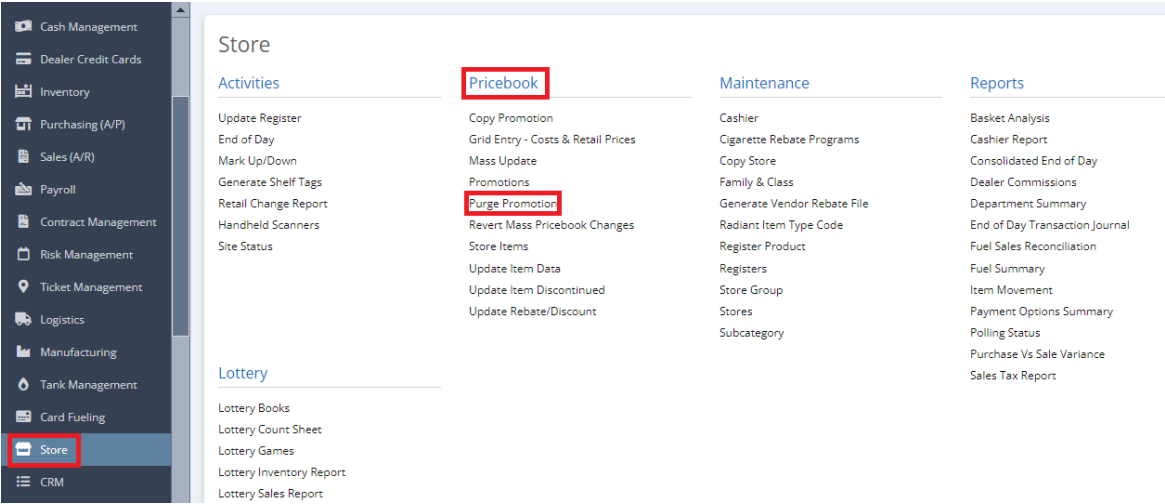 Cash Management
Dealer Credit Cards
Inventory
Purchasing (A/P)
Sales (A/R)
Payroll
Contract Management
Risk Management
Ticket Management
Logistics
Manufacturing
Tank Management
Card Fueling
Store
CRM
Store
Activities
Update Register
End of Day
Mark Up/Down
Generate Shelf Tags
Retail Change Report
Handheld Scanners
Site Status
Pricebook
Copy Promotion
Grid Entry - Costs & Retail Prices
Mass Update
Promotions
Purge Promotion
Revert Mass Pricebook Changes
Store Items
Update Item Data
Update Item Discontinued
Update Rebate/Discount
Maintenance
Cashier
Cigarette Rebate Programs
Copy Store
Family & Class
Generate Vendor Rebate File
Radiant Item Type Code
Register Product
Registers
Store Group
Stores
Subcategory
Reports
Basket Analysis
Cashier Report
Consolidated End of Day
Dealer Commissions
Department Summary
End of Day Transaction Journal
Fuel Sales Reconciliation
Fuel Summary
Item Movement
Payment Options Summary
Polling Status
Purchase Vs Sale Variance
Sales Tax Report
Lottery
Lottery Books
Lottery Count Sheet
Lottery Games
Lottery Inventory Report
Lottery Sales Report